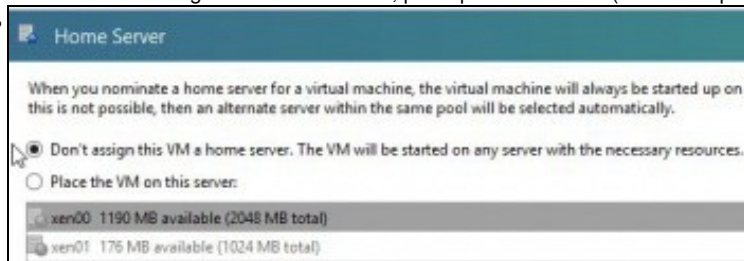 Home Server
When you nominate a home server for a virtual machine, the virtual machine will always be started up on
this is not possible, then an alternate server within the same pool will be selected automatically.
Don't assign this VM a home server. The VM will be started on any server with the necessary resources.
Place the VM on this server:
xen00 1190 MB available (2048 MB total)
xen01 176 MB available (1024 MB total)